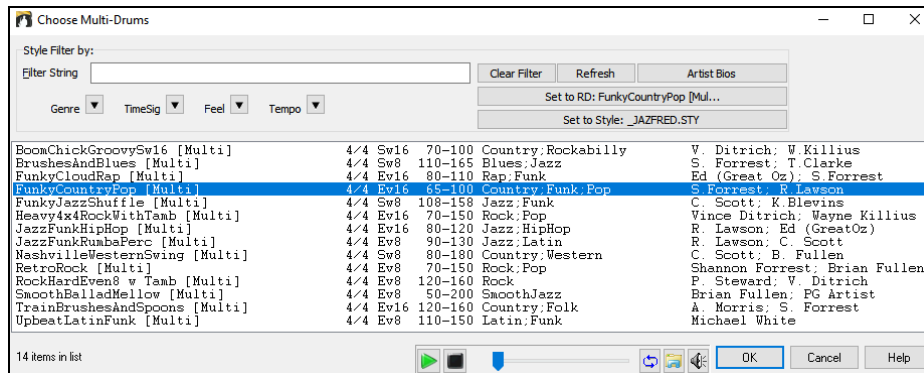 Choose Multi-Drums
Style Filter by:
Filter String
Clear Filter Refresh Artist Bios
Set to RD: FunkyCountryPop [Mul...
Genre TimeSig Feel Tempo
Set to Style: _JAZFRED.STY
BoomChickGroovySw16 [Multi] 4/4 Sw16 70-100 Country;Rockabilly V. Ditrich; W.Killius
BrushesAndBlues [Multi] 4/4 Sw8 110-165 Blues;Jazz S. Forrest; T.Clarke
FunkyCloudRap [Multi] 4/4 Ev16 80-110 Rap;Funk Ed (Great Oz); S.Forrest
FunkyCountryPop [Multi] 4/4 Ev16 65-100 Country;Funk;Pop S.Forrest; R.Lawson
FunkyJazzShuffle [Multi] 4/4 Sw8 108-158 Jazz;Funk C. Scott; K.Blevins
Heavy4x4RockWithTamb [Multi] 4/4 Ev16 70-150 Rock;Pop Vince Ditrich; Wayne Killius
JazzFunkHipHop [Multi] 4/4 Ev16 80-120 Jazz;HipHop R. Lawson; Ed (GreatOz)
JazzFunkRumbaPerc [Multi] 4/4 Ev8 90-130 Jazz;Latin R. Lawson; C. Scott
NashvilleWesternSwing [Multi] 4/4 Sw8 80-180 Country;Western C. Scott; B. Fullen
RetroRock [Multi] 4/4 Ev8 70-150 Rock;Pop Shannon Forrest; Brian Fullen
RockHardEven8 w Tamb [Multi] 4/4 Ev8 120-160 Rock P. Steward; V. Ditrich
SmoothBalladMellow [Multi] 4/4 Ev8 50-200 SmoothJazz Brian Fullen; PG Artist
TrainBrushesAndSpoons [Multi] 4/4 Ev16 120-160 Country;Folk A. Morris; S. Forrest
UpbeatLatinFunk [Multi] 4/4 Ev8 110-150 Latin;Funk Michael White
14 items in list
OK Cancel Help